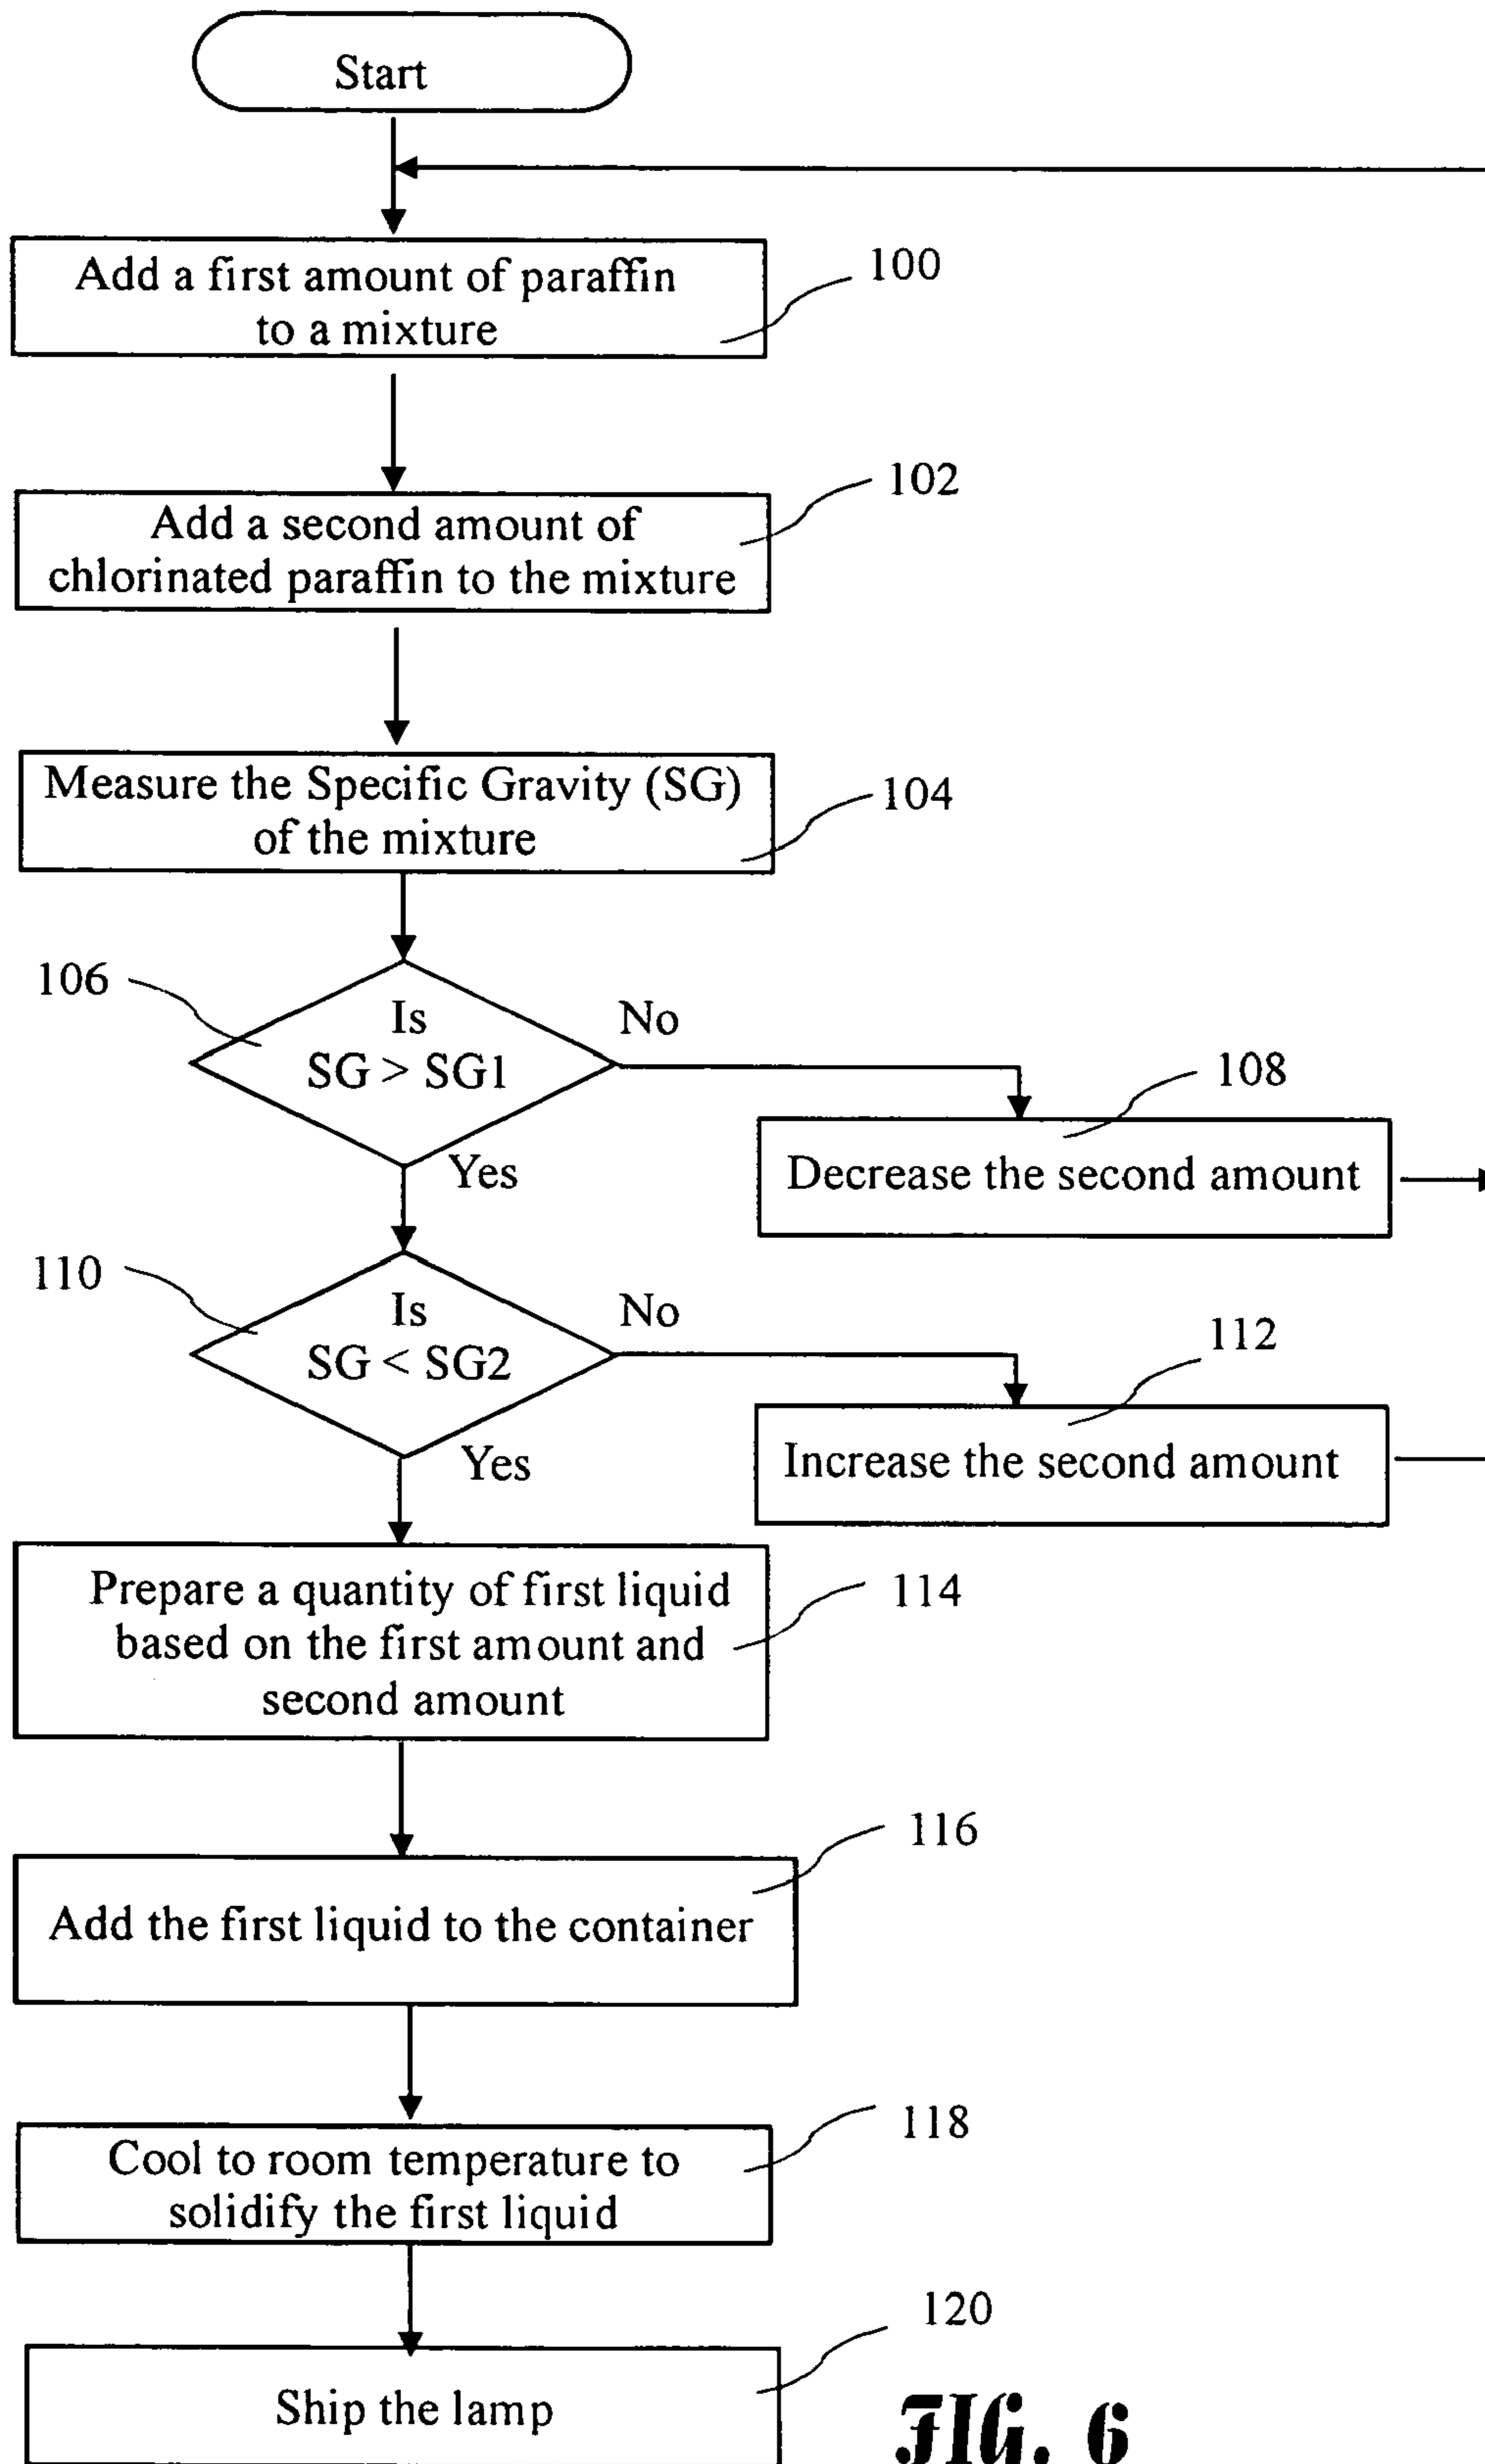 Start
Add a first amount of paraffin
to a mixture
100
Add a second amount of
chlorinated paraffin to the mixture
102
Measure the Specific Gravity (SG)
of the mixture
104
106
Is
SG > SG1
No
Yes
108
Decrease the second amount
110
Is
SG < SG2
No
Yes
112
Increase the second amount
Prepare a quantity of first liquid
based on the first amount and
second amount
114
Add the first liquid to the container
116
Cool to room temperature to
solidify the first liquid
118
Ship the lamp
120
FIG. 6